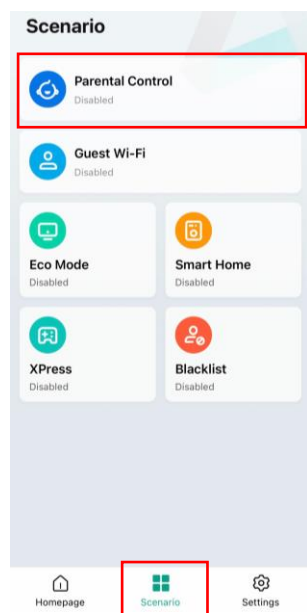 Scenario
Parental Control
Disabled
Guest Wi-Fi
Disabled
Eco Mode
Disabled
Smart Home
Disabled
XPress
Disabled
Blacklist
Disabled
Homepage
Scenario
Settings